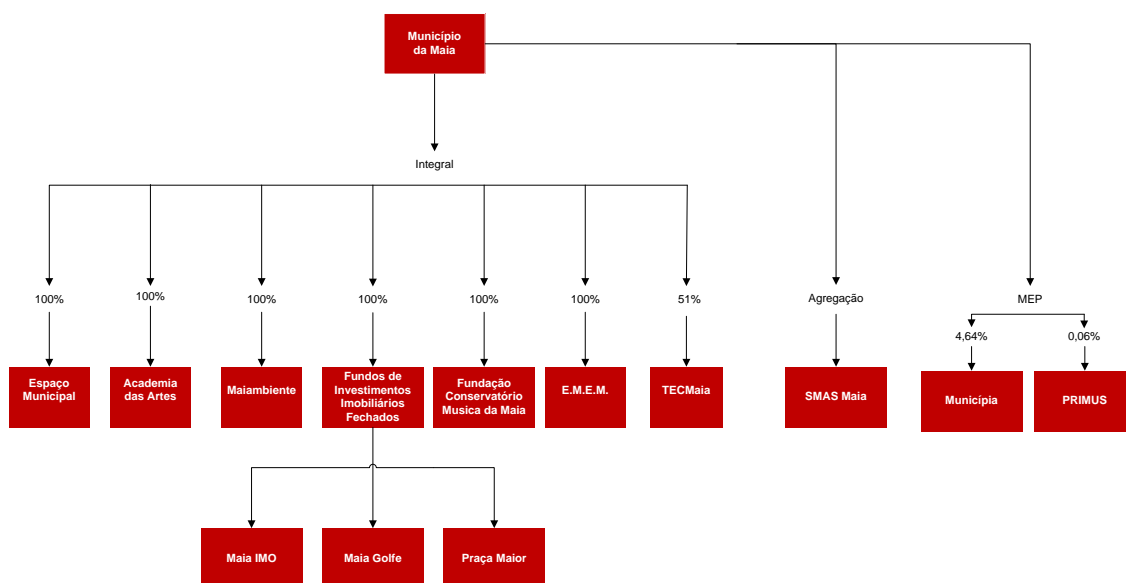 Município
da Maia
Integral
100%
100%
100%
100%
100%
100%
51%
Agregação
MEP
4,64%
0,06%
Espaço
Municipal
Academia
das Artes
Maiambiente
Fundos de
Investimentos
Imobiliários
Fechados
Fundação
Conservatório
Musica da Maia
E.M.E.M.
TECMaia
SMAS Maia
Municípia
PRIMUS
Maia IMO
Maia Golfe
Praça Maior